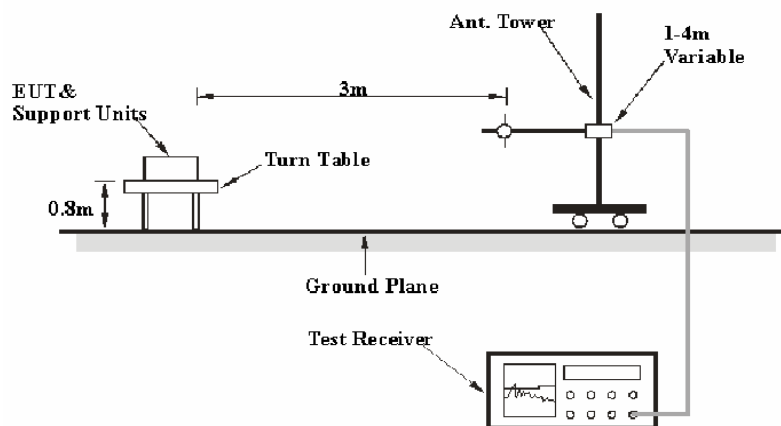 Ant. Tower
1-4m
Variable
EUT&
Support Units
3m
Turn Table
0.8m
Ground Plane
Test Receiver